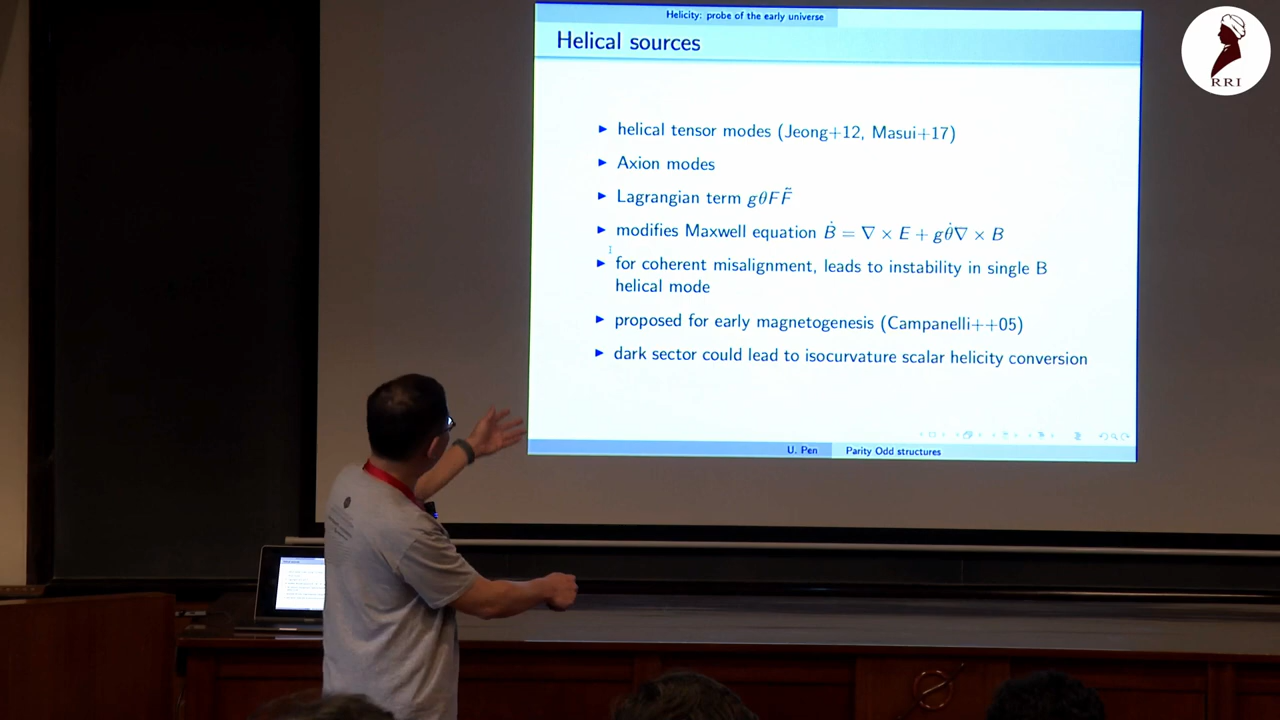 Helicity: probe of the early universe
Helical sources
RRI
▶ helical tensor modes (Jeong+12, Masui+17)
▶ Axion modes
▶ Lagrangian term gθFF̃
▶ modifies Maxwell equation Ḃ = ∇ × E + gθ̇∇ × B
▶ for coherent misalignment, leads to instability in single B
helical mode
▶ proposed for early magnetogenesis (Campanelli++05)
▶ dark sector could lead to isocurvature scalar helicity conversion
U. Pen Parity Odd structures